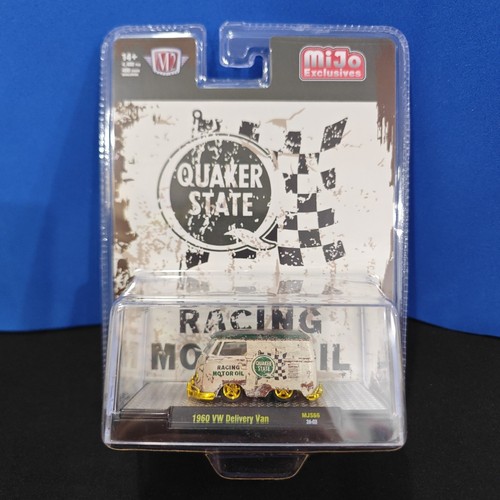 14+
M2
MiJo
Exclusives
QUAKER
STATE
RACING
MOTOR OIL
RACING
MOTOR OIL
QUAKER
STATE
1960 VW Delivery Van